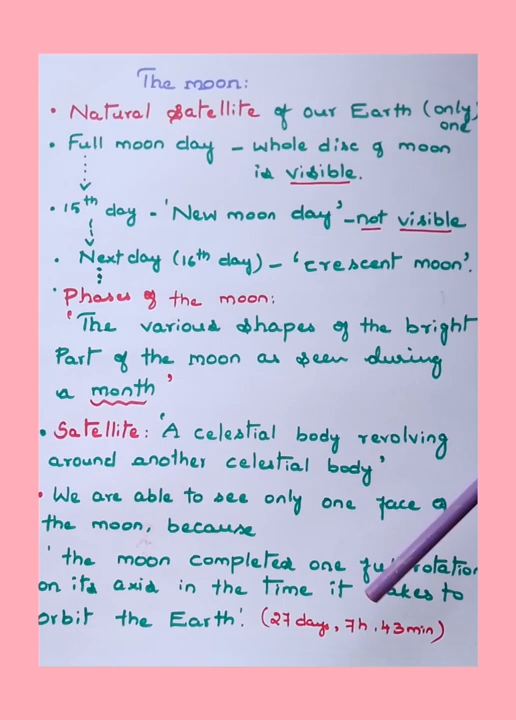 The moon:
• Natural satellite of our Earth (only one
• Full moon day – whole disc of moon
is visible.
• 15th day - 'New moon day' - not visible
• Next day (16th day) – 'crescent moon'.
• Phases of the moon:
'The various shapes of the bright
Part of the moon as seen during
a month'
• Satellite: 'A celestial body revolving
around another celestial body'
• We are able to see only one face
the moon, because
'the moon completed one rotation
on its axis in the Time it takes to
orbit the Earth'. (27 days, 7h, 43min)